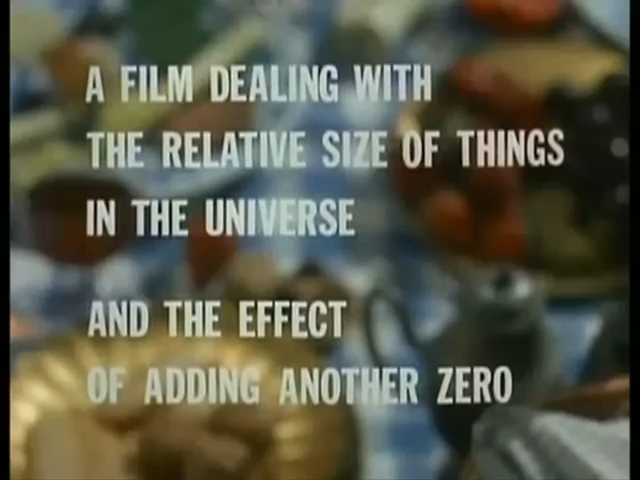 A FILM DEALING WITH
THE RELATIVE SIZE OF THINGS
IN THE UNIVERSE
AND THE EFFECT
OF ADDING ANOTHER ZERO